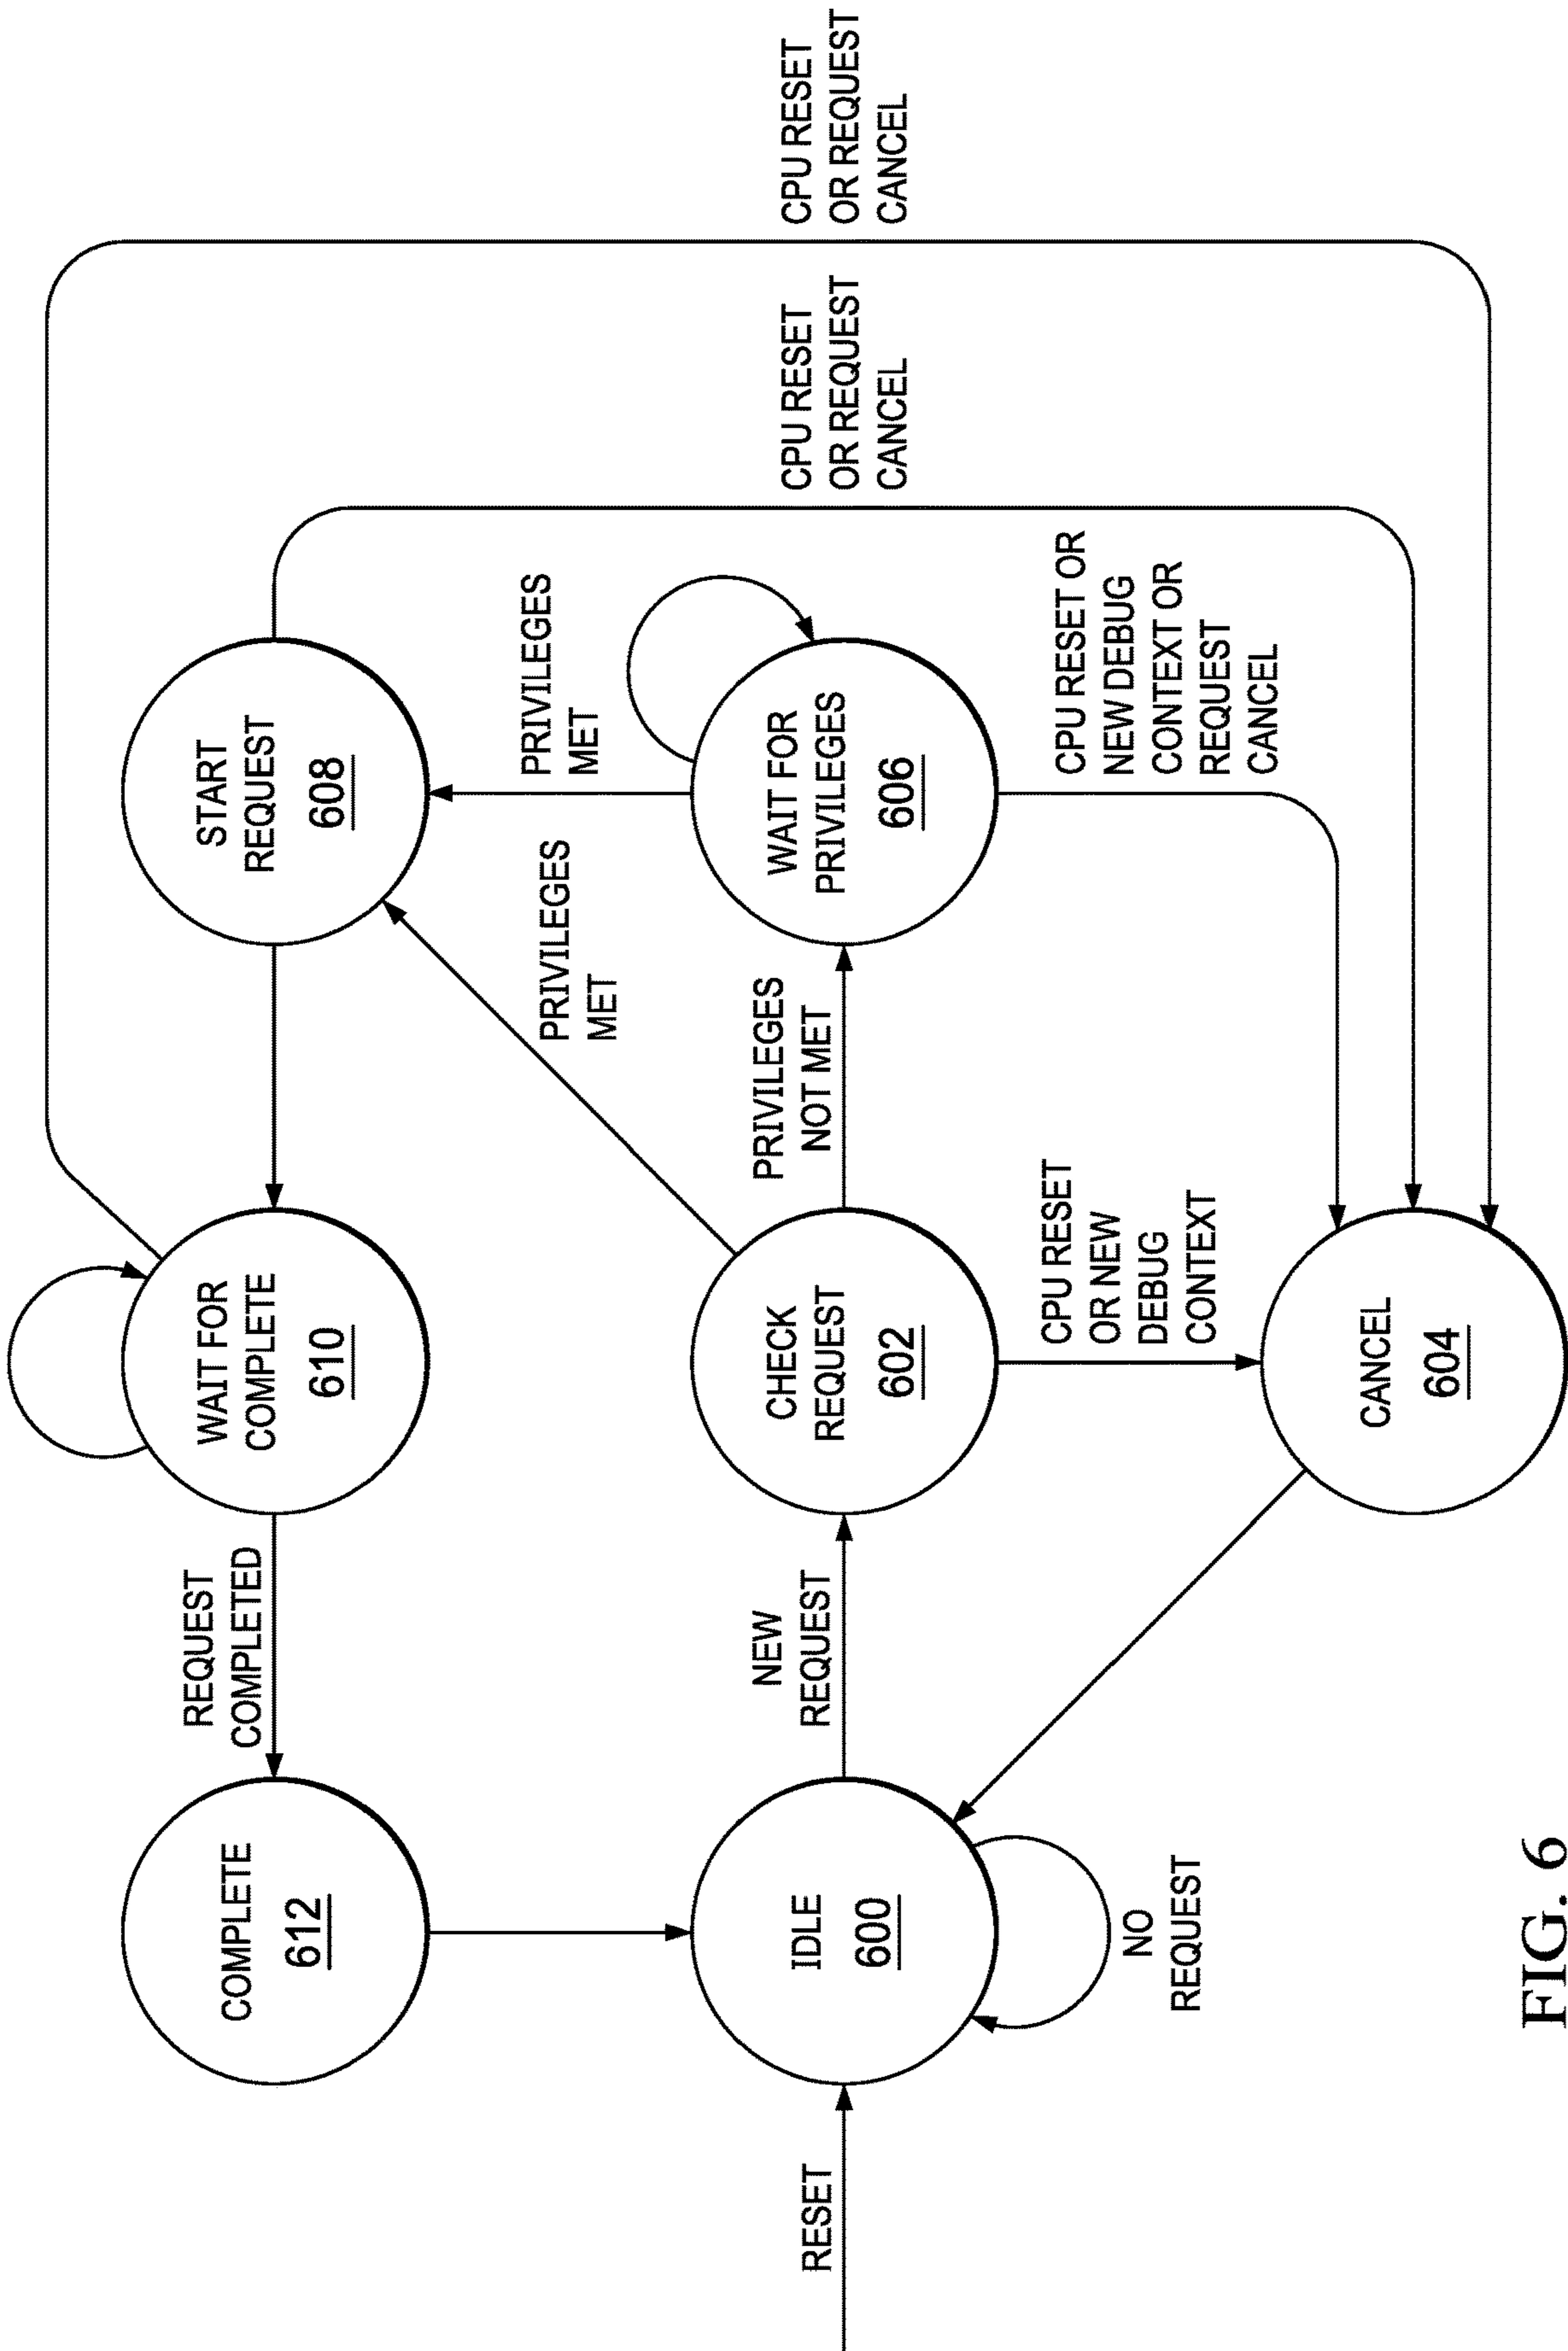 COMPLETE
612
REQUEST
COMPLETED
WAIT FOR
COMPLETE
610
START
REQUEST
608
PRIVILEGES
MET
PRIVILEGES
MET
RESET
IDLE
600
NEW
REQUEST
CHECK
REQUEST
602
PRIVILEGES
NOT MET
WAIT FOR
PRIVILEGES
606
CPU RESET
OR REQUEST
CANCEL
CPU RESET
OR REQUEST
CANCEL
NO
REQUEST
CPU RESET
OR NEW
DEBUG
CONTEXT
CPU RESET OR
NEW DEBUG
CONTEXT OR
REQUEST
CANCEL
CANCEL
604
FIG. 6